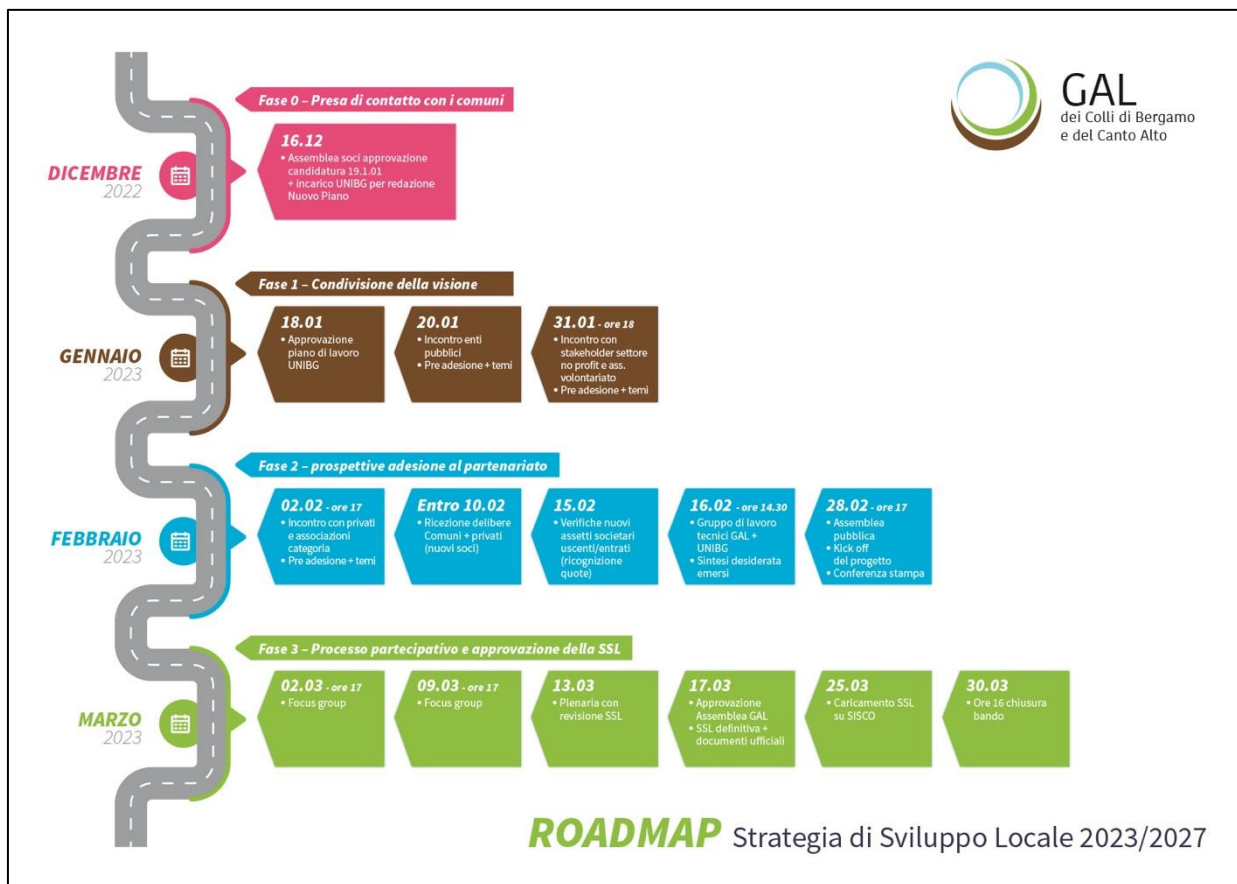 GAL
dei Colli di Bergamo
e del Canto Alto
Fase 0 – Presa di contatto con i comuni
DICEMBRE
2022
16.12
• Assemblea soci approvazione
candidatura 19.1.01
+ incarico UNIBG per redazione
Nuovo Piano
Fase 1 – Condivisione della visione
GENNAIO
2023
18.01
• Approvazione
piano di lavoro
UNIBG
20.01
• Incontro enti
pubblici
• Pre adesione + temi
31.01 - ore 18
• Incontro con
stakeholder settore
no profit e ass.
volontariato
• Pre adesione + temi
Fase 2 – prospettive adesione al partenariato
FEBBRAIO
2023
02.02 - ore 17
• Incontro con privati
e associazioni
categoria
• Pre adesione + temi
Entro 10.02
• Ricezione delibere
Comuni + privati
(nuovi soci)
15.02
• Verifiche nuovi
assetti societari
uscenti/entrati
(ricognizione
quote)
16.02 - ore 14.30
• Gruppo di lavoro
tecnici GAL +
UNIBG
• Sintesi desiderata
emersi
28.02 - ore 17
• Assemblea
pubblica
• Kick off
del progetto
• Conferenza stampa
Fase 3 – Processo partecipativo e approvazione della SSL
MARZO
2023
02.03 - ore 17
• Focus group
09.03 - ore 17
• Focus group
13.03
• Plenaria con
revisione SSL
17.03
• Approvazione
Assemblea GAL
• SSL definitiva +
documenti ufficiali
25.03
• Caricamento SSL
su SISCO
30.03
• Ore 16 chiusura
bando
ROADMAP Strategia di Sviluppo Locale 2023/2027